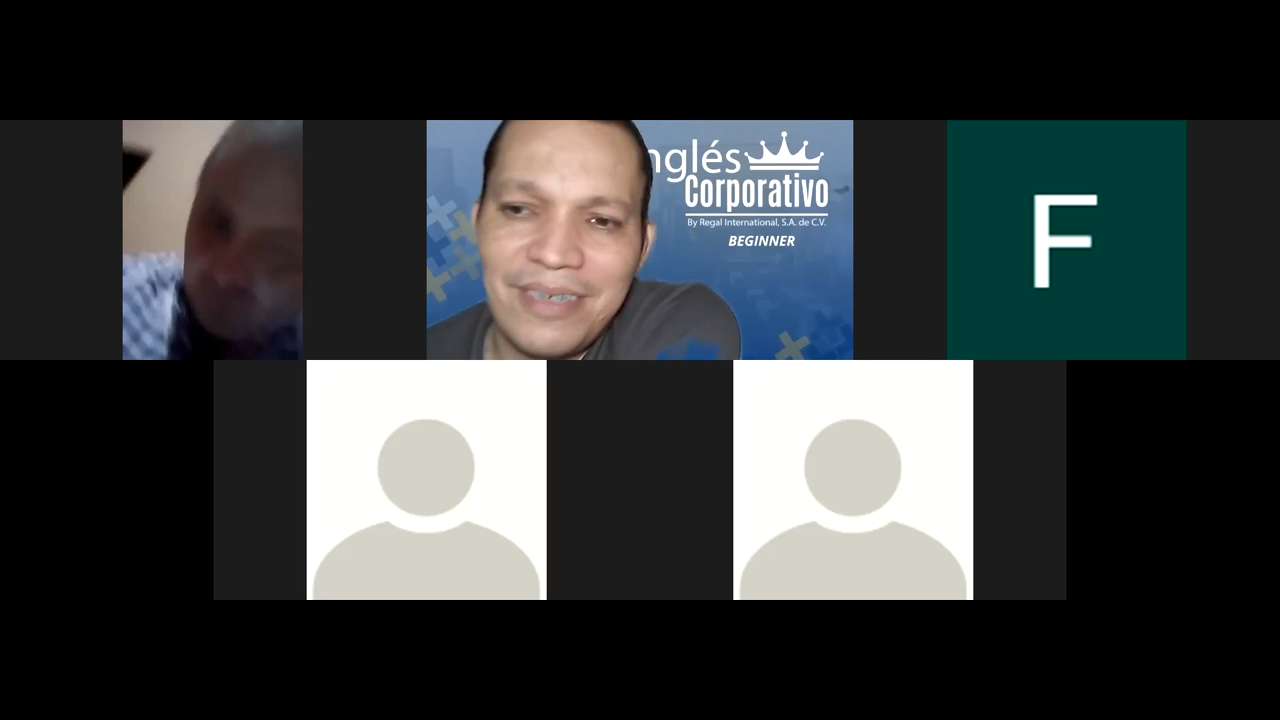 nglés
Corporativo
By Regal International, S.A. de C.V.
BEGINNER
F